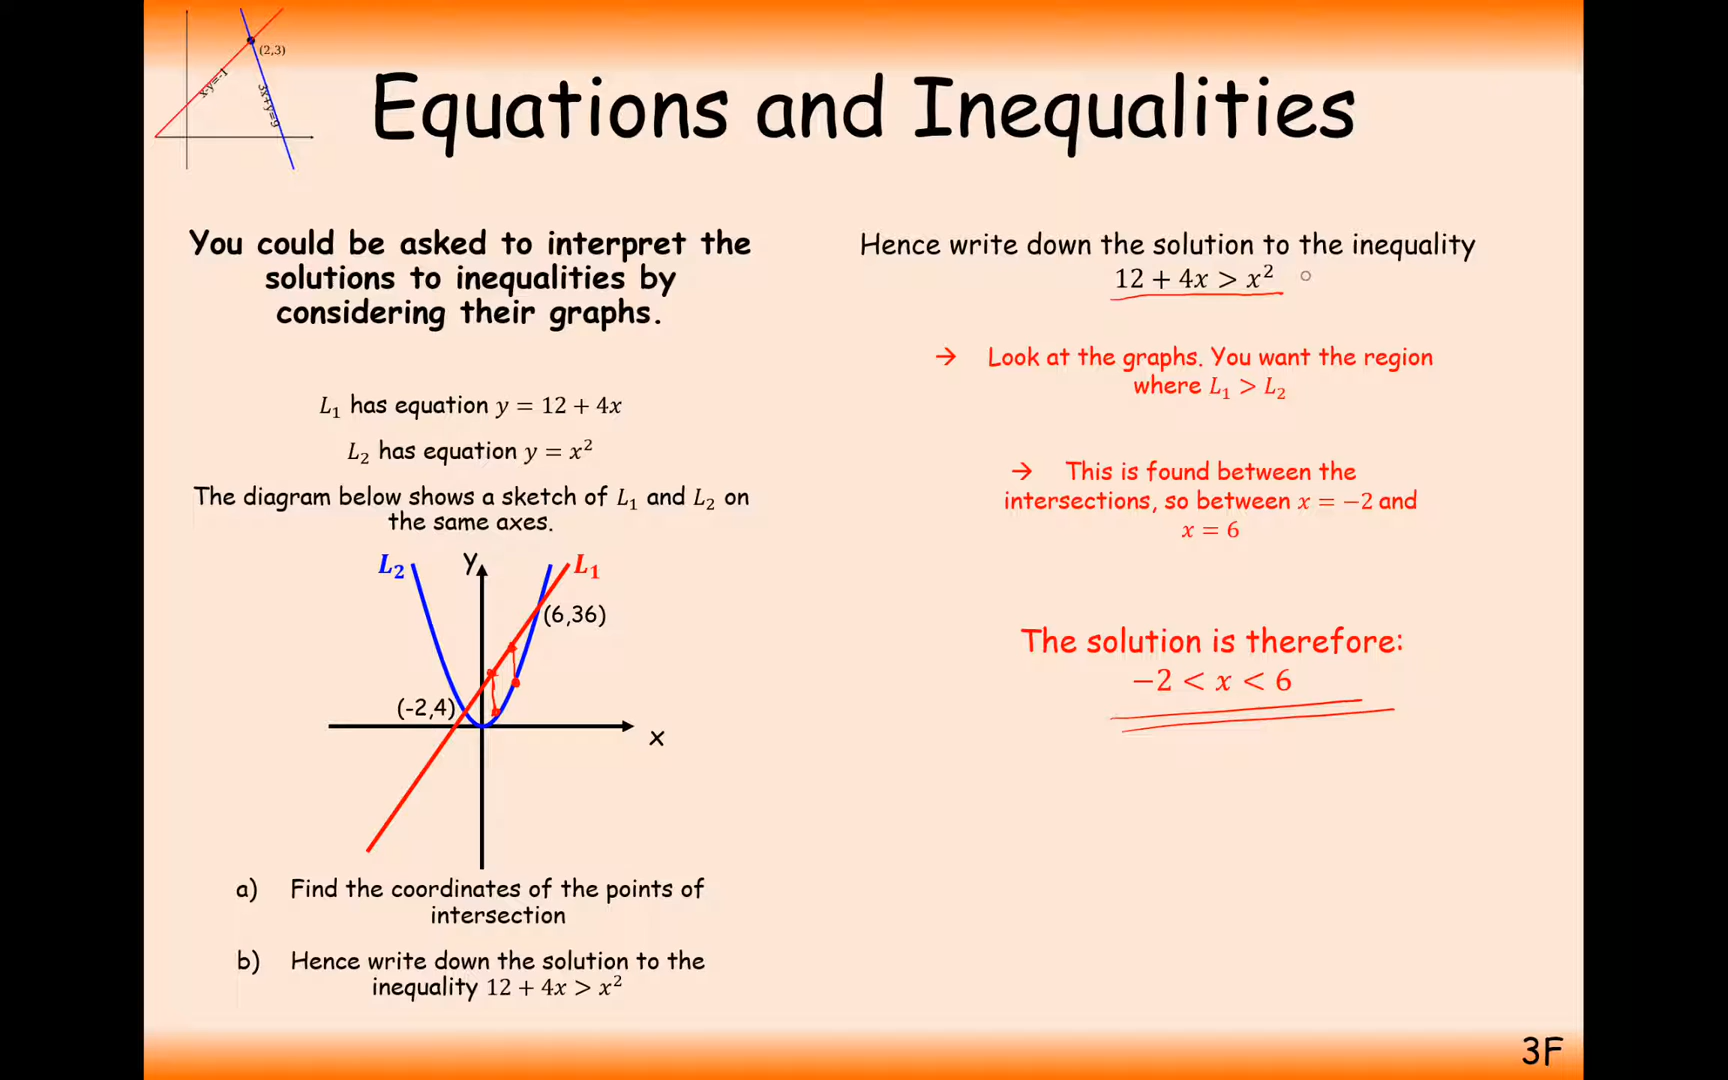 (2,3)
x-y=-1
3x+y=9
Equations and Inequalities
You could be asked to interpret the
solutions to inequalities by
considering their graphs.
L₁ has equation y = 12 + 4x
L₂ has equation y = x²
The diagram below shows a sketch of L₁ and L₂ on
the same axes.
L₂
y
L₁
(6,36)
(-2,4)
x
a) Find the coordinates of the points of
intersection
b) Hence write down the solution to the
inequality 12 + 4x > x²
Hence write down the solution to the inequality
12 + 4x > x²
→ Look at the graphs. You want the region
where L₁ > L₂
→ This is found between the
intersections, so between x = −2 and
x = 6
The solution is therefore:
−2 < x < 6
3F